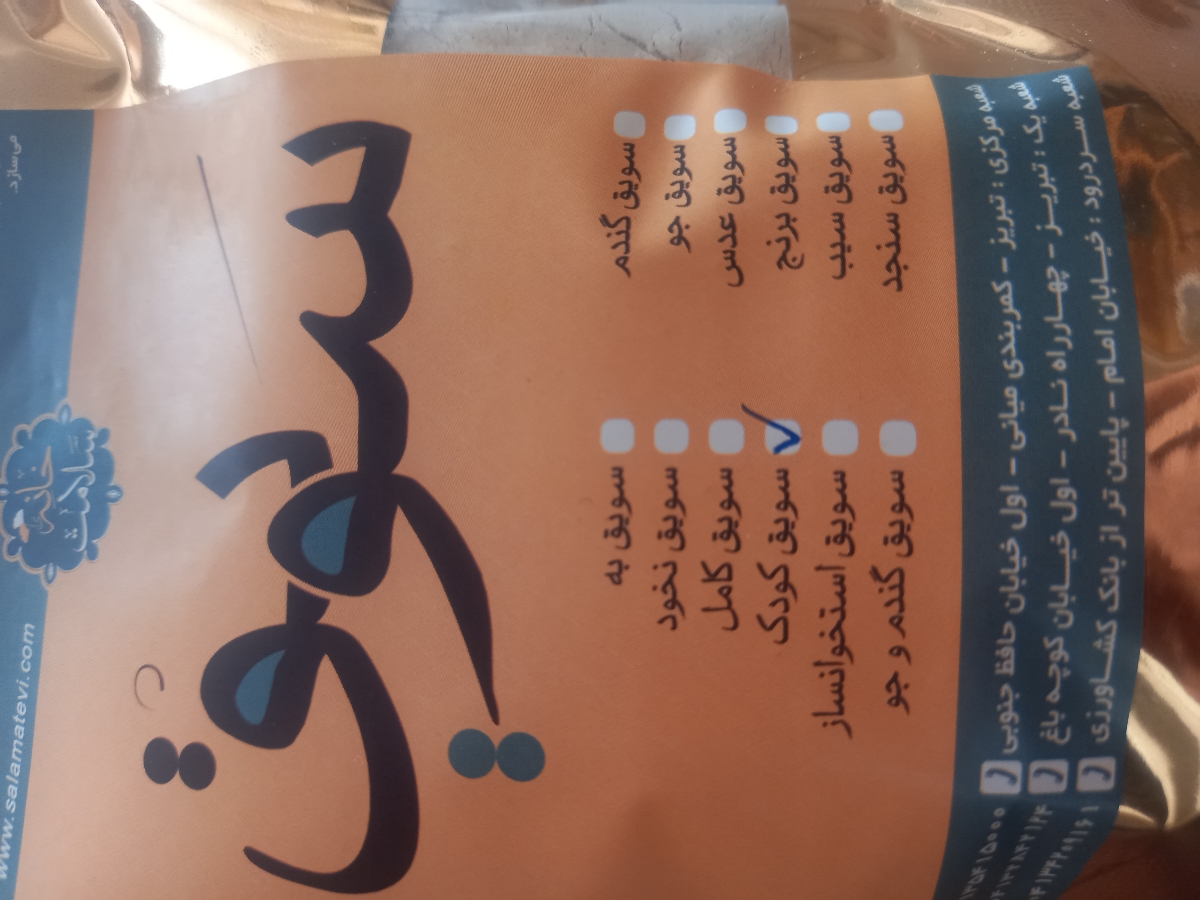 می‌سازد.
خانه
سلامت
www.salamatevi.com
سویق
سویق گندم
سویق جو
سویق عدس
سویق برنج
سویق سیب
سویق سنجد
سویق به
سویق نخود
سویق کامل
سویق کودک
سویق استخوانساز
سویق گندم و جو
شعبه مرکزی : تبریز - کمربندی میانی - اول خیابان حافظ جنوبی
شعبه یک : تبریز - چهارراه نادر - اول خیابان کوچه باغ
شعبه سردرود : خیابان امام - پایین تر از بانک کشاورزی